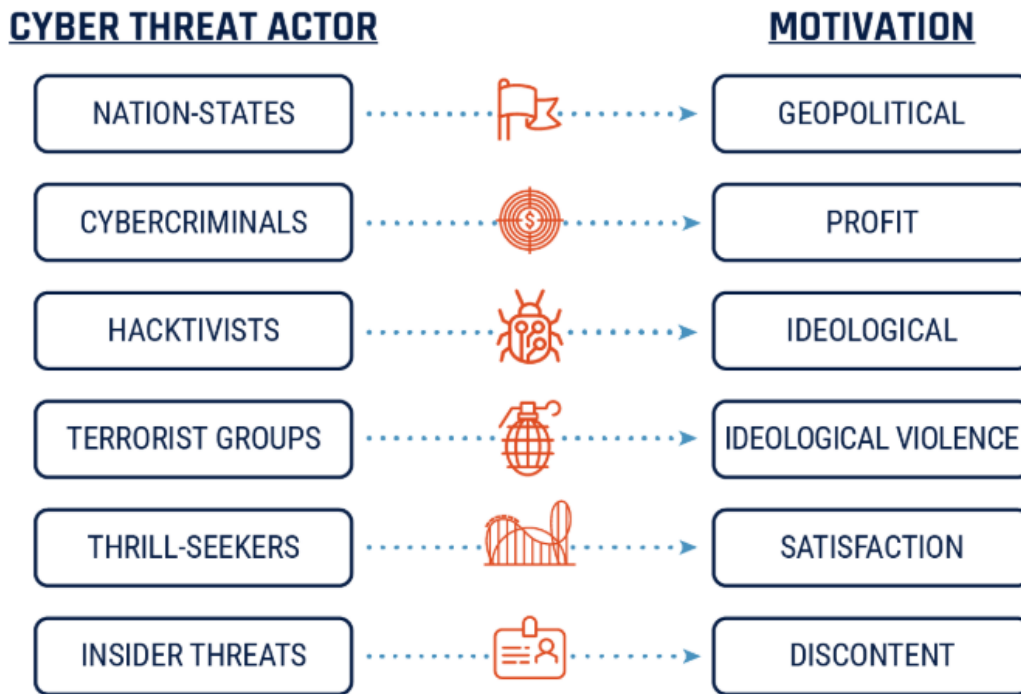 CYBER THREAT ACTOR MOTIVATION
NATION-STATES GEOPOLITICAL
CYBERCRIMINALS $ PROFIT
HACKTIVISTS IDEOLOGICAL
TERRORIST GROUPS IDEOLOGICAL VIOLENCE
THRILL-SEEKERS SATISFACTION
INSIDER THREATS DISCONTENT